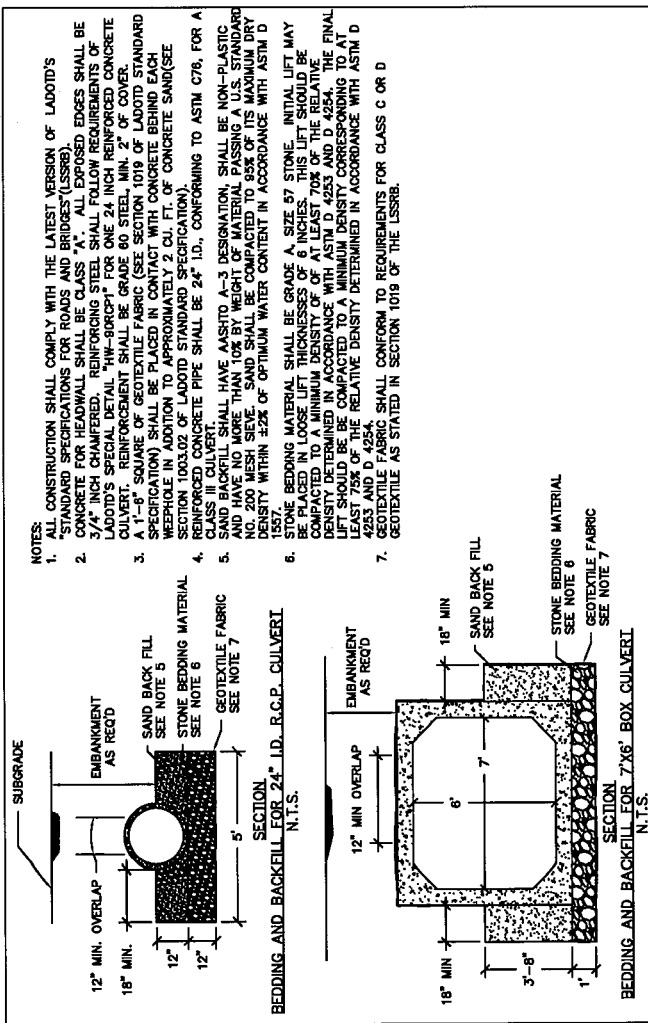 NOTES:
1. ALL CONSTRUCTION SHALL COMPLY WITH THE LATEST VERSION OF LADOTD'S
"STANDARD SPECIFICATIONS FOR ROADS AND BRIDGES"(LSSRB).
2. CONCRETE FOR HEADWALL SHALL BE CLASS "A". ALL EXPOSED EDGES SHALL BE
3/4" INCH CHAMFERED. REINFORCING STEEL SHALL FOLLOW REQUIREMENTS OF
LADOTD'S SPECIAL DETAIL "HW-90RCP1" FOR ONE 24 INCH REINFORCED CONCRETE
CULVERT. REINFORCEMENT SHALL BE GRADE 60 STEEL, MIN. 2" OF COVER.
3. A 1'-6" SQUARE OF GEOTEXTILE FABRIC (SEE SECTION 1019 OF LADOTD STANDARD
SPECIFICATION) SHALL BE PLACED IN CONTACT WITH CONCRETE BEHIND EACH
WEEPHOLE IN ADDITION TO APPROXIMATELY 2 CU. FT. OF CONCRETE SAND(SEE
SECTION 1003.02 OF LADOTD STANDARD SPECIFICATION).
4. REINFORCED CONCRETE PIPE SHALL BE 24" I.D., CONFORMING TO ASTM C76, FOR A
CLASS III CULVERT.
5. SAND BACKFILL SHALL HAVE AASHTO A-3 DESIGNATION, SHALL BE NON-PLASTIC
AND HAVE NO MORE THAN 10% BY WEIGHT OF MATERIAL PASSING A U.S. STANDARD
NO. 200 MESH SIEVE. SAND SHALL BE COMPACTED TO 95% OF ITS MAXIMUM DRY
DENSITY WITHIN ±2% OF OPTIMUM WATER CONTENT IN ACCORDANCE WITH ASTM D
1557.
6. STONE BEDDING MATERIAL SHALL BE GRADE A, SIZE 57 STONE. INITIAL LIFT MAY
BE PLACED IN LOOSE LIFT THICKNESSES OF 6 INCHES. THIS LIFT SHOULD BE
COMPACTED TO A MINIMUM DENSITY OF OF AT LEAST 70% OF THE RELATIVE
DENSITY DETERMINED IN ACCORDANCE WITH ASTM D 4253 AND D 4254. THE FINAL
LIFT SHOULD BE BE COMPACTED TO A MINIMUM DENSITY CORRESPONDING TO AT
LEAST 75% OF THE RELATIVE DENSITY DETERMINED IN ACCORDANCE WITH ASTM D
4253 AND D 4254.
7. GEOTEXTILE FABRIC SHALL CONFORM TO REQUIREMENTS FOR CLASS C OR D
GEOTEXTILE AS STATED IN SECTION 1019 OF THE LSSRB.
SUBGRADE
EMBANKMENT
AS REQ'D
12" MIN. OVERLAP
18" MIN.
SAND BACK FILL
SEE NOTE 5
STONE BEDDING MATERIAL
SEE NOTE 6
GEOTEXTILE FABRIC
SEE NOTE 7
12"
12"
5'
SECTION
BEDDING AND BACKFILL FOR 24" I.D. R.C.P. CULVERT
N.T.S.
EMBANKMENT
AS REQ'D
12" MIN OVERLAP
18" MIN
18" MIN
SAND BACK FILL
SEE NOTE 5
STONE BEDDING MATERIAL
SEE NOTE 6
GEOTEXTILE FABRIC
SEE NOTE 7
6'
7'
3'-8"
1'
SECTION
BEDDING AND BACKFILL FOR 7'X6' BOX CULVERT
N.T.S.